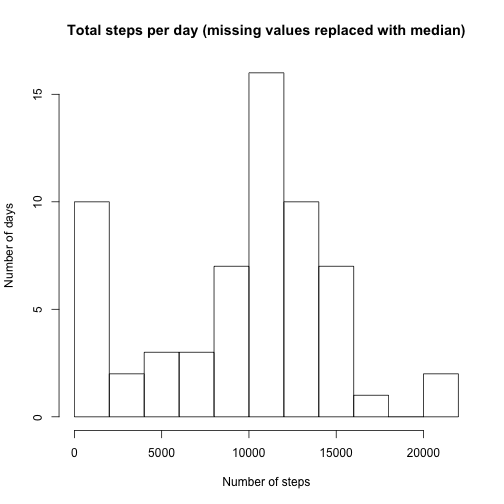 Total steps per day (missing values replaced with median)
15
10
5
0
Number of days
0 5000 10000 15000 20000
Number of steps